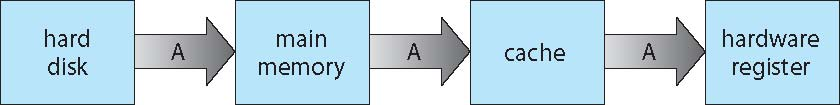 hard
disk
A
main
memory
A
cache
A
hardware
register